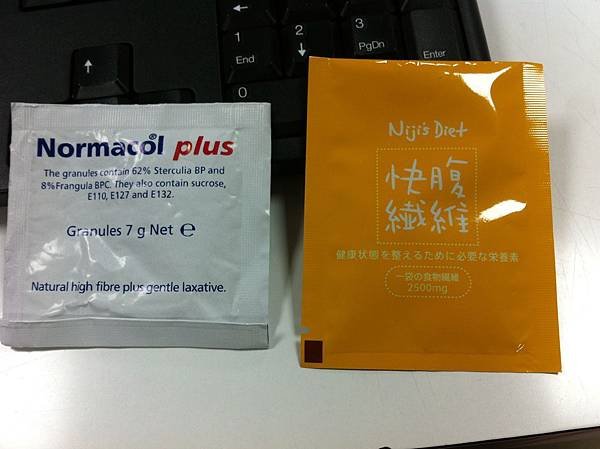 1
End
2
3
PgDn
Enter
0
Normacol® plus
The granules contain 62% Sterculia BP and
8% Frangula BPC. They also contain sucrose,
E110, E127 and E132.
Granules 7 g Net ℮
Natural high fibre plus gentle laxative.
Niji's Diet
快腹
繊維
健康状態を整えるために必要な栄養素
一袋の食物繊維
2500mg